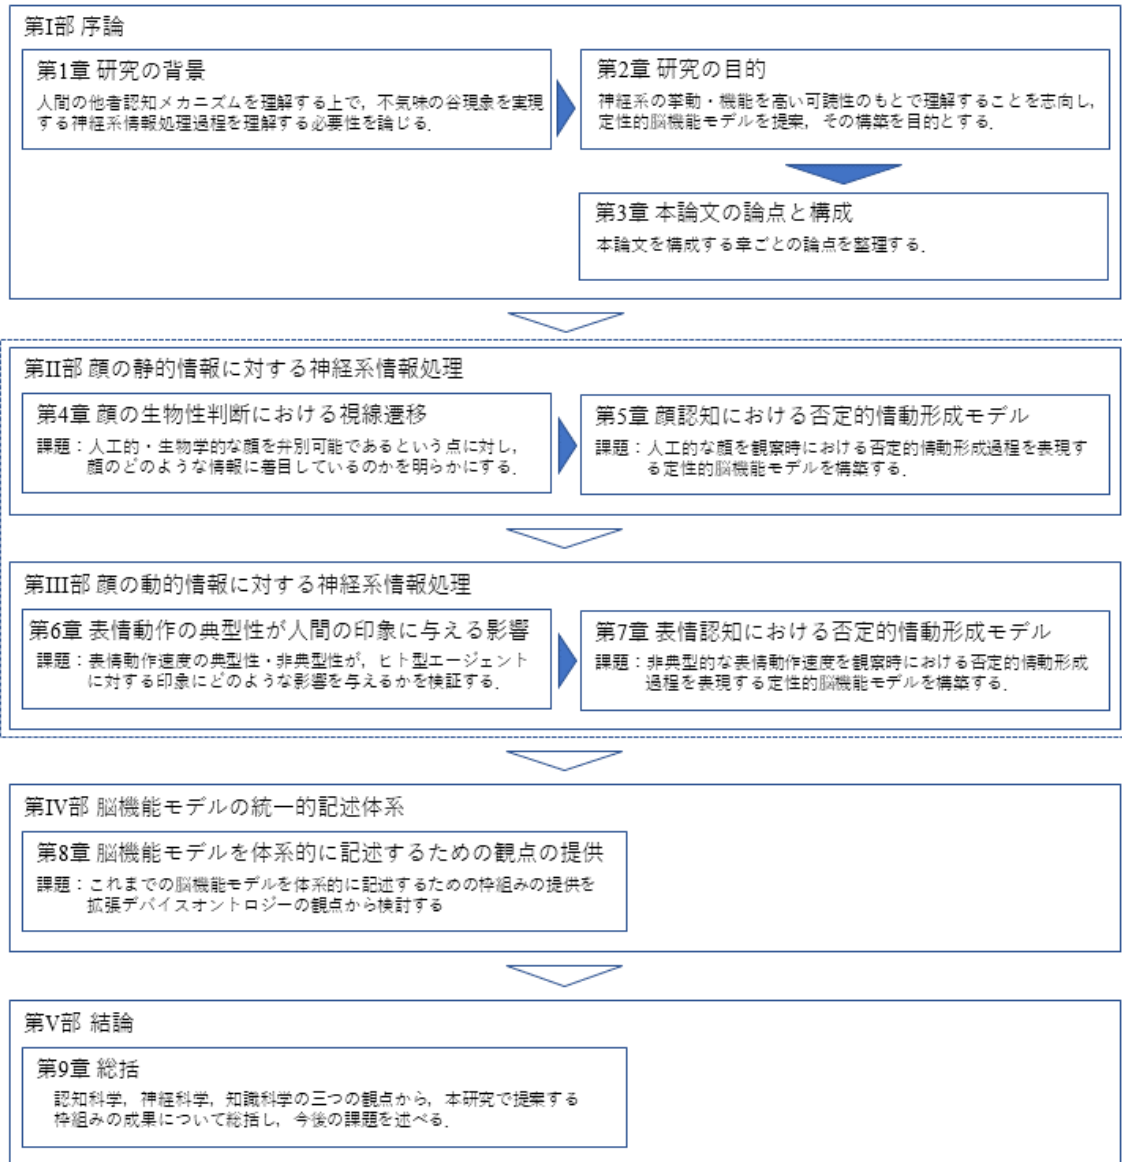 第I部 序論
第1章 研究の背景
人間の他者認知メカニズムを理解する上で，不気味の谷現象を実現
する神経系情報処理過程を理解する必要性を論じる．
第2章 研究の目的
神経系の挙動・機能を高い可読性のもとで理解することを志向し，
定性的脳機能モデルを提案，その構築を目的とする．
第3章 本論文の論点と構成
本論文を構成する章ごとの論点を整理する．
第II部 顔の静的情報に対する神経系情報処理
第4章 顔の生物性判断における視線遷移
課題：人工的・生物学的な顔を弁別可能であるという点に対し，
顔のどのような情報に着目しているのかを明らかにする．
第5章 顔認知における否定的情動形成モデル
課題：人工的な顔を観察時における否定的情動形成過程を表現す
る定性的脳機能モデルを構築する．
第III部 顔の動的情報に対する神経系情報処理
第6章 表情動作の典型性が人間の印象に与える影響
課題：表情動作速度の典型性・非典型性が，ヒト型エージェント
に対する印象にどのような影響を与えるかを検証する．
第7章 表情認知における否定的情動形成モデル
課題：非典型的な表情動作速度を観察時における否定的情動形成
過程を表現する定性的脳機能モデルを構築する．
第IV部 脳機能モデルの統一的記述体系
第8章 脳機能モデルを体系的に記述するための観点の提供
課題：これまでの脳機能モデルを体系的に記述するための枠組みの提供を
拡張デバイスオントロジーの観点から検討する
第V部 結論
第9章 総括
認知科学，神経科学，知識科学の三つの観点から，本研究で提案する
枠組みの成果について総括し，今後の課題を述べる．